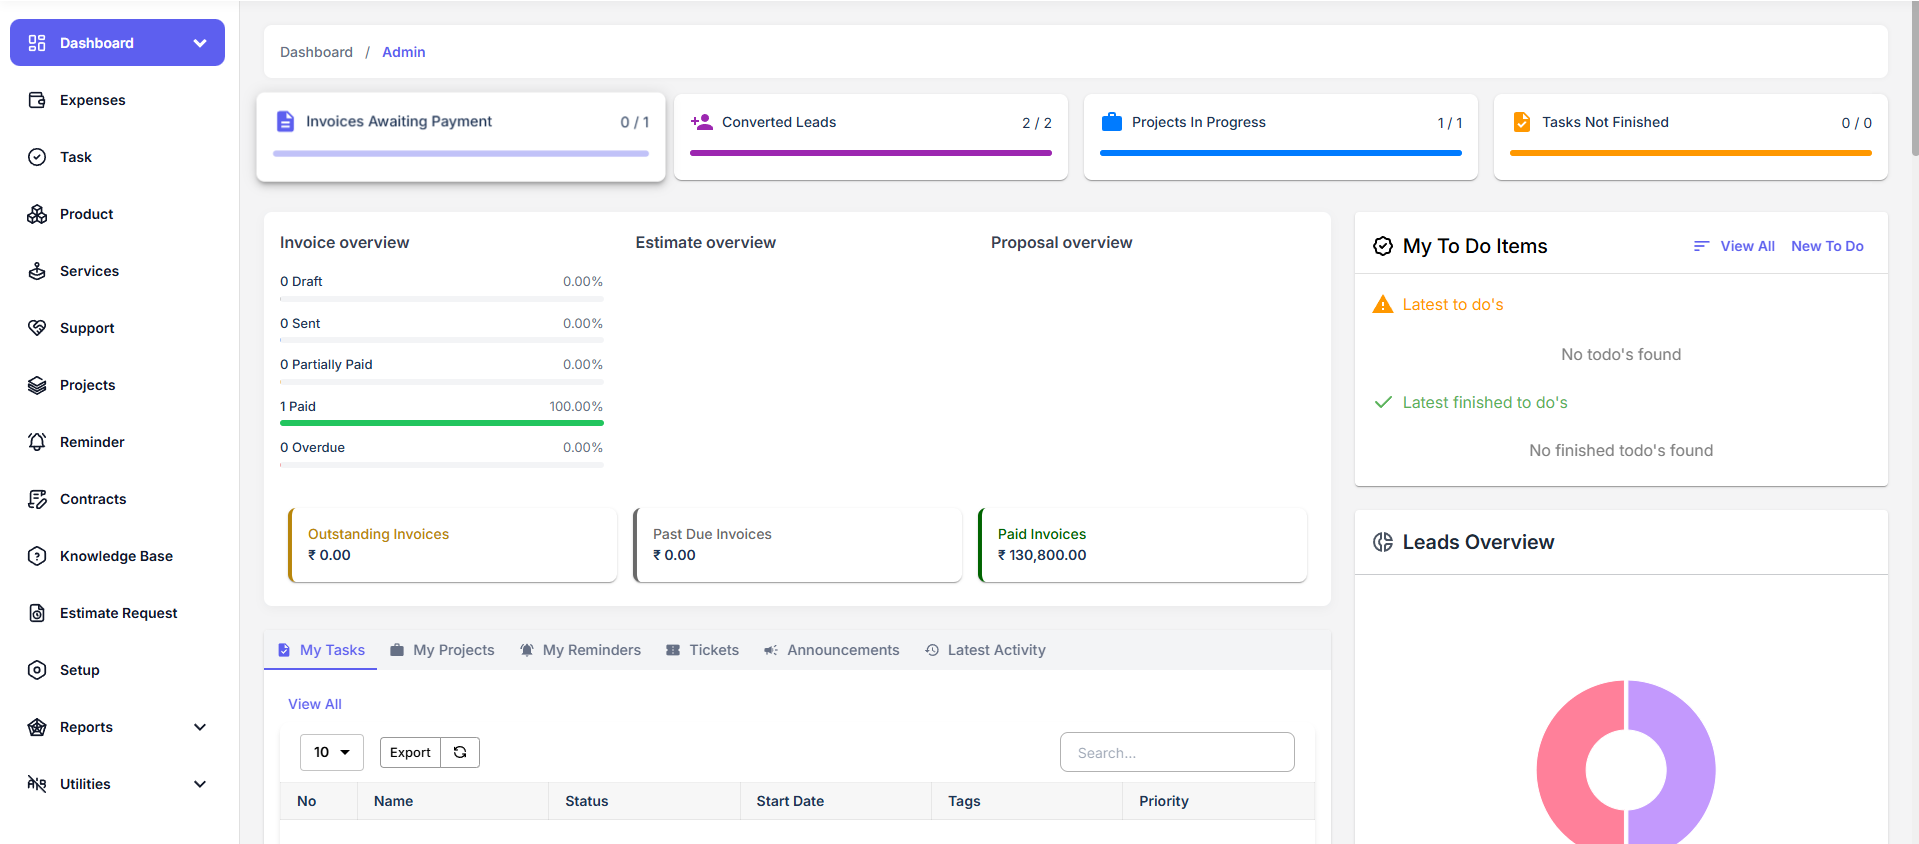 Dashboard
Expenses
Task
Product
Services
Support
Projects
Reminder
Contracts
Knowledge Base
Estimate Request
Setup
Reports
Utilities
Dashboard / Admin
Invoices Awaiting Payment 0 / 1
Converted Leads 2 / 2
Projects In Progress 1 / 1
Tasks Not Finished 0 / 0
Invoice overview
0 Draft 0.00%
0 Sent 0.00%
0 Partially Paid 0.00%
1 Paid 100.00%
0 Overdue 0.00%
Estimate overview
Proposal overview
Outstanding Invoices
₹ 0.00
Past Due Invoices
₹ 0.00
Paid Invoices
₹ 130,800.00
My To Do Items View All New To Do
Latest to do's
No todo's found
Latest finished to do's
No finished todo's found
Leads Overview
My Tasks My Projects My Reminders Tickets Announcements Latest Activity
View All
10 Export Search...
No Name Status Start Date Tags Priority